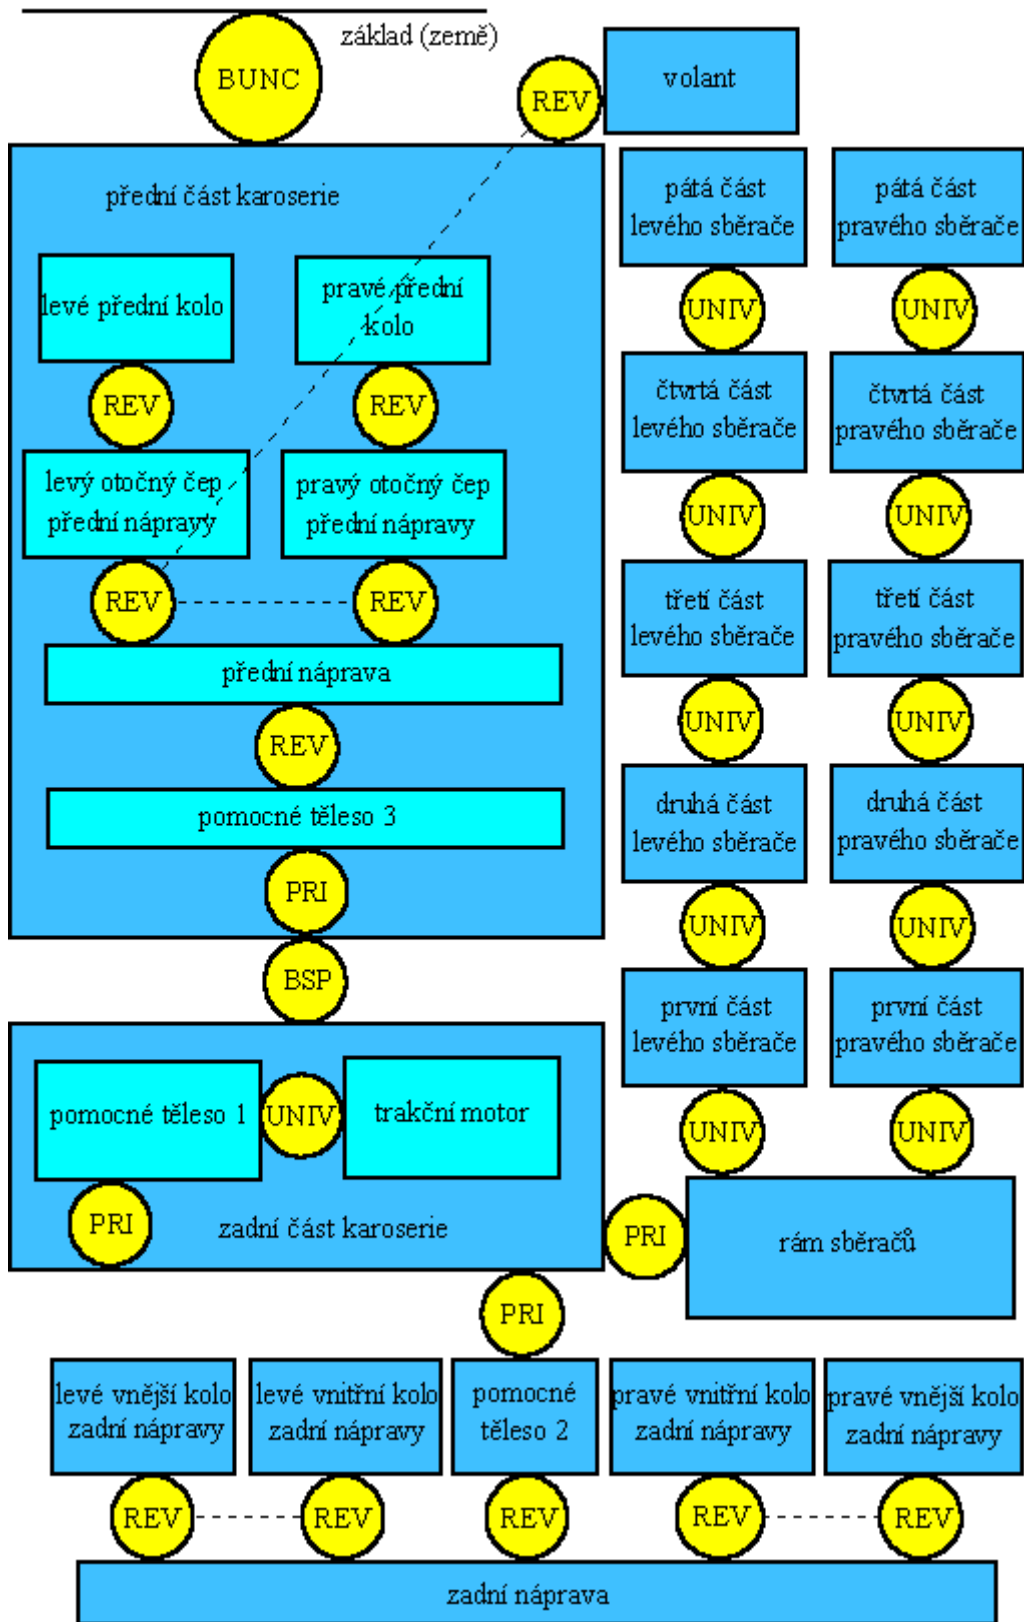 základ (země)
BUNC
REV
volant
přední část karoserie
levé přední kolo
pravé přední
kolo
REV
REV
levý otočný čep
přední nápravy
pravý otočný čep
přední nápravy
REV
REV
přední náprava
REV
pomocné těleso 3
PRI
BSP
pomocné těleso 1
UNIV
trakční motor
PRI
zadní část karoserie
PRI
rám sběračů
pátá část
levého sběrače
pátá část
pravého sběrače
UNIV
UNIV
čtvrtá část
levého sběrače
čtvrtá část
pravého sběrače
UNIV
UNIV
třetí část
levého sběrače
třetí část
pravého sběrače
UNIV
UNIV
druhá část
levého sběrače
druhá část
pravého sběrače
UNIV
UNIV
první část
levého sběrače
první část
pravého sběrače
UNIV
UNIV
PRI
levé vnější kolo
zadní nápravy
levé vnitřní kolo
zadní nápravy
pomocné
těleso 2
pravé vnitřní kolo
zadní nápravy
pravé vnější kolo
zadní nápravy
REV
REV
REV
REV
REV
zadní náprava